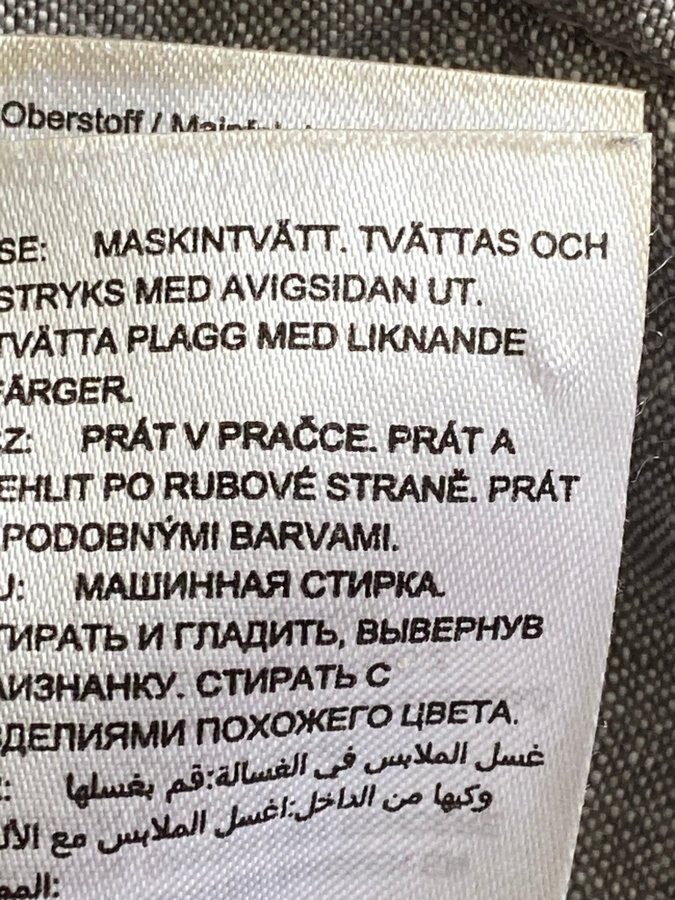 Oberstoff /
SE: MASKINTVÄTT. TVÄTTAS OCH
STRYKS MED AVIGSIDAN UT.
TVÄTTA PLAGG MED LIKNANDE
FÄRGER.
Z: PRÁT V PRAČCE. PRÁT A
EHLIT PO RUBOVÉ STRANĚ. PRÁT
PODOBNÝMI BARVAMI.
U: МАШИННАЯ СТИРКА.
ТИРАТЬ И ГЛАДИТЬ, ВЫВЕРНУВ
ИЗНАНКУ. СТИРАТЬ С
ДЕЛИЯМИ ПОХОЖЕГО ЦВЕТА.
غسل الملابس في الغسالة:قم بغسلها
وكيها من الداخل:اغسل الملابس مع